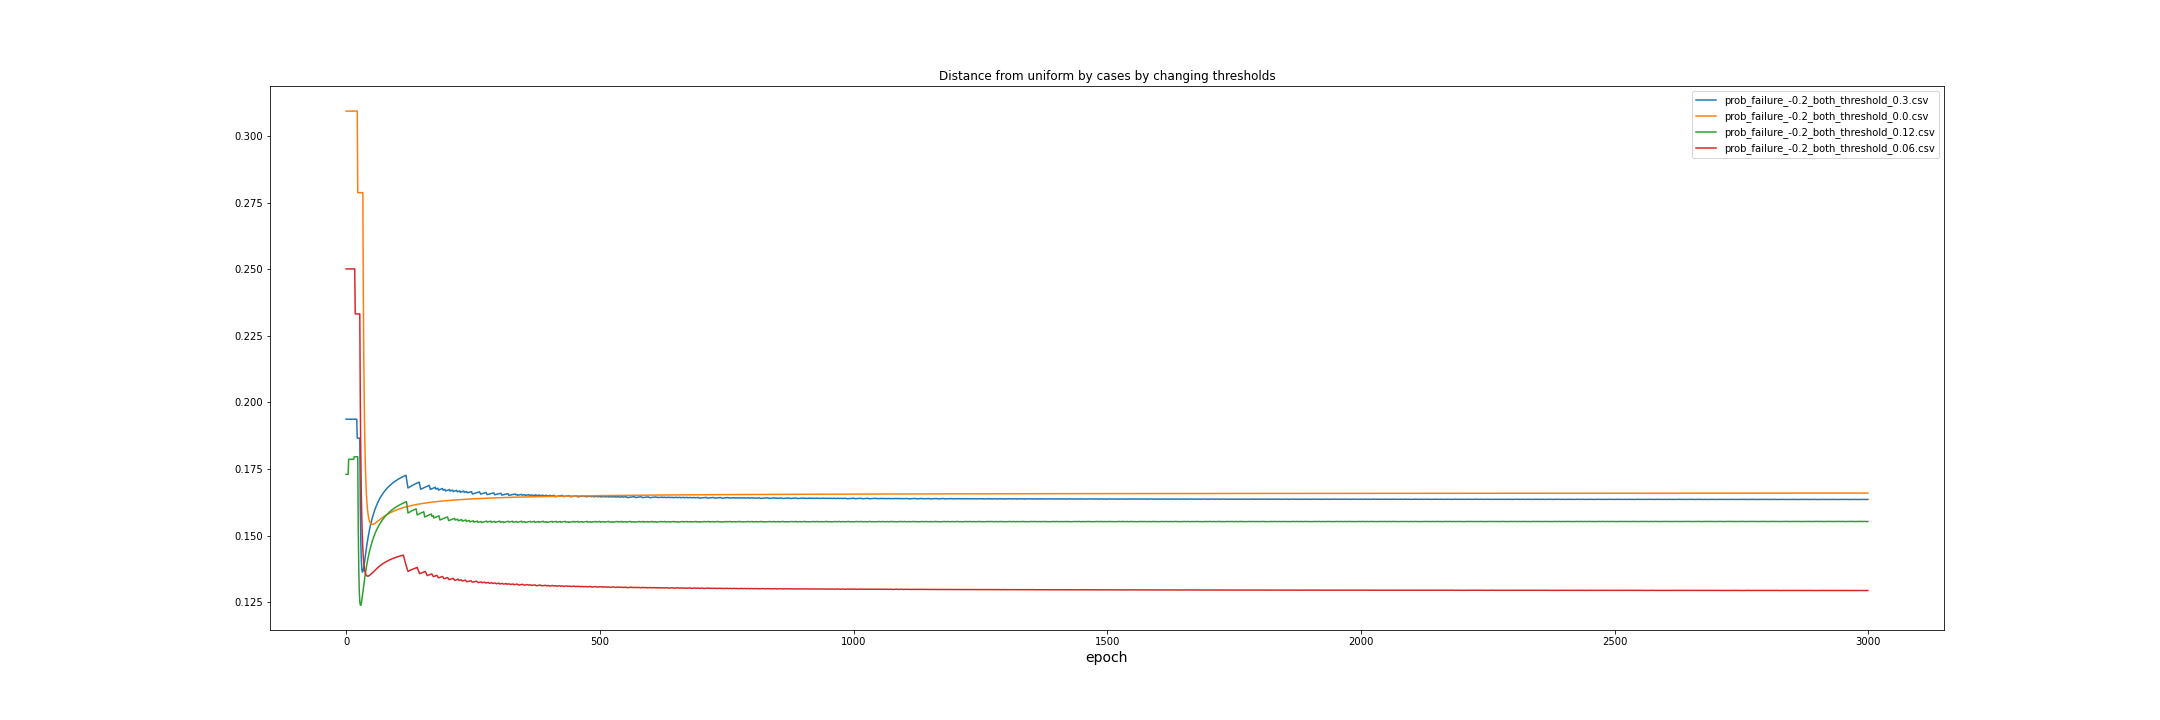 Distance from uniform by cases by changing thresholds
prob_failure_-0.2_both_threshold_0.3.csv
prob_failure_-0.2_both_threshold_0.0.csv
prob_failure_-0.2_both_threshold_0.12.csv
prob_failure_-0.2_both_threshold_0.06.csv
0.300
0.275
0.250
0.225
0.200
0.175
0.150
0.125
0 500 1000 1500 2000 2500 3000
epoch